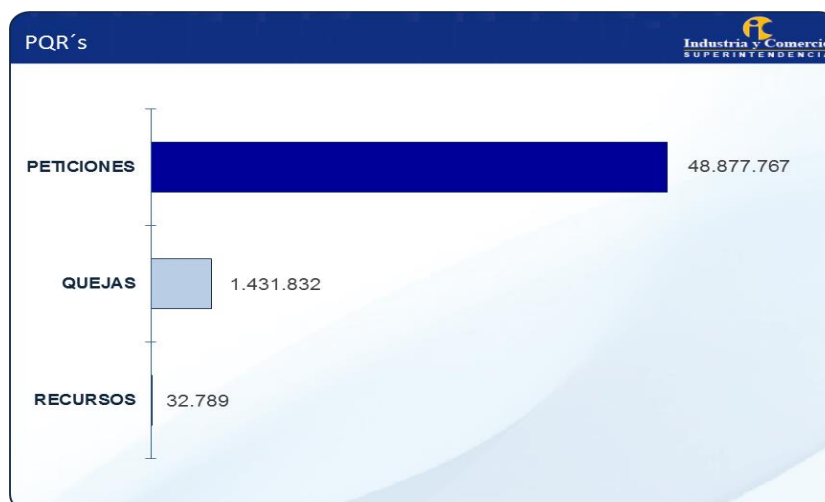 PQR´s
Industria y Comercio
SUPERINTENDENCIA
PETICIONES 48.877.767
QUEJAS 1.431.832
RECURSOS 32.789